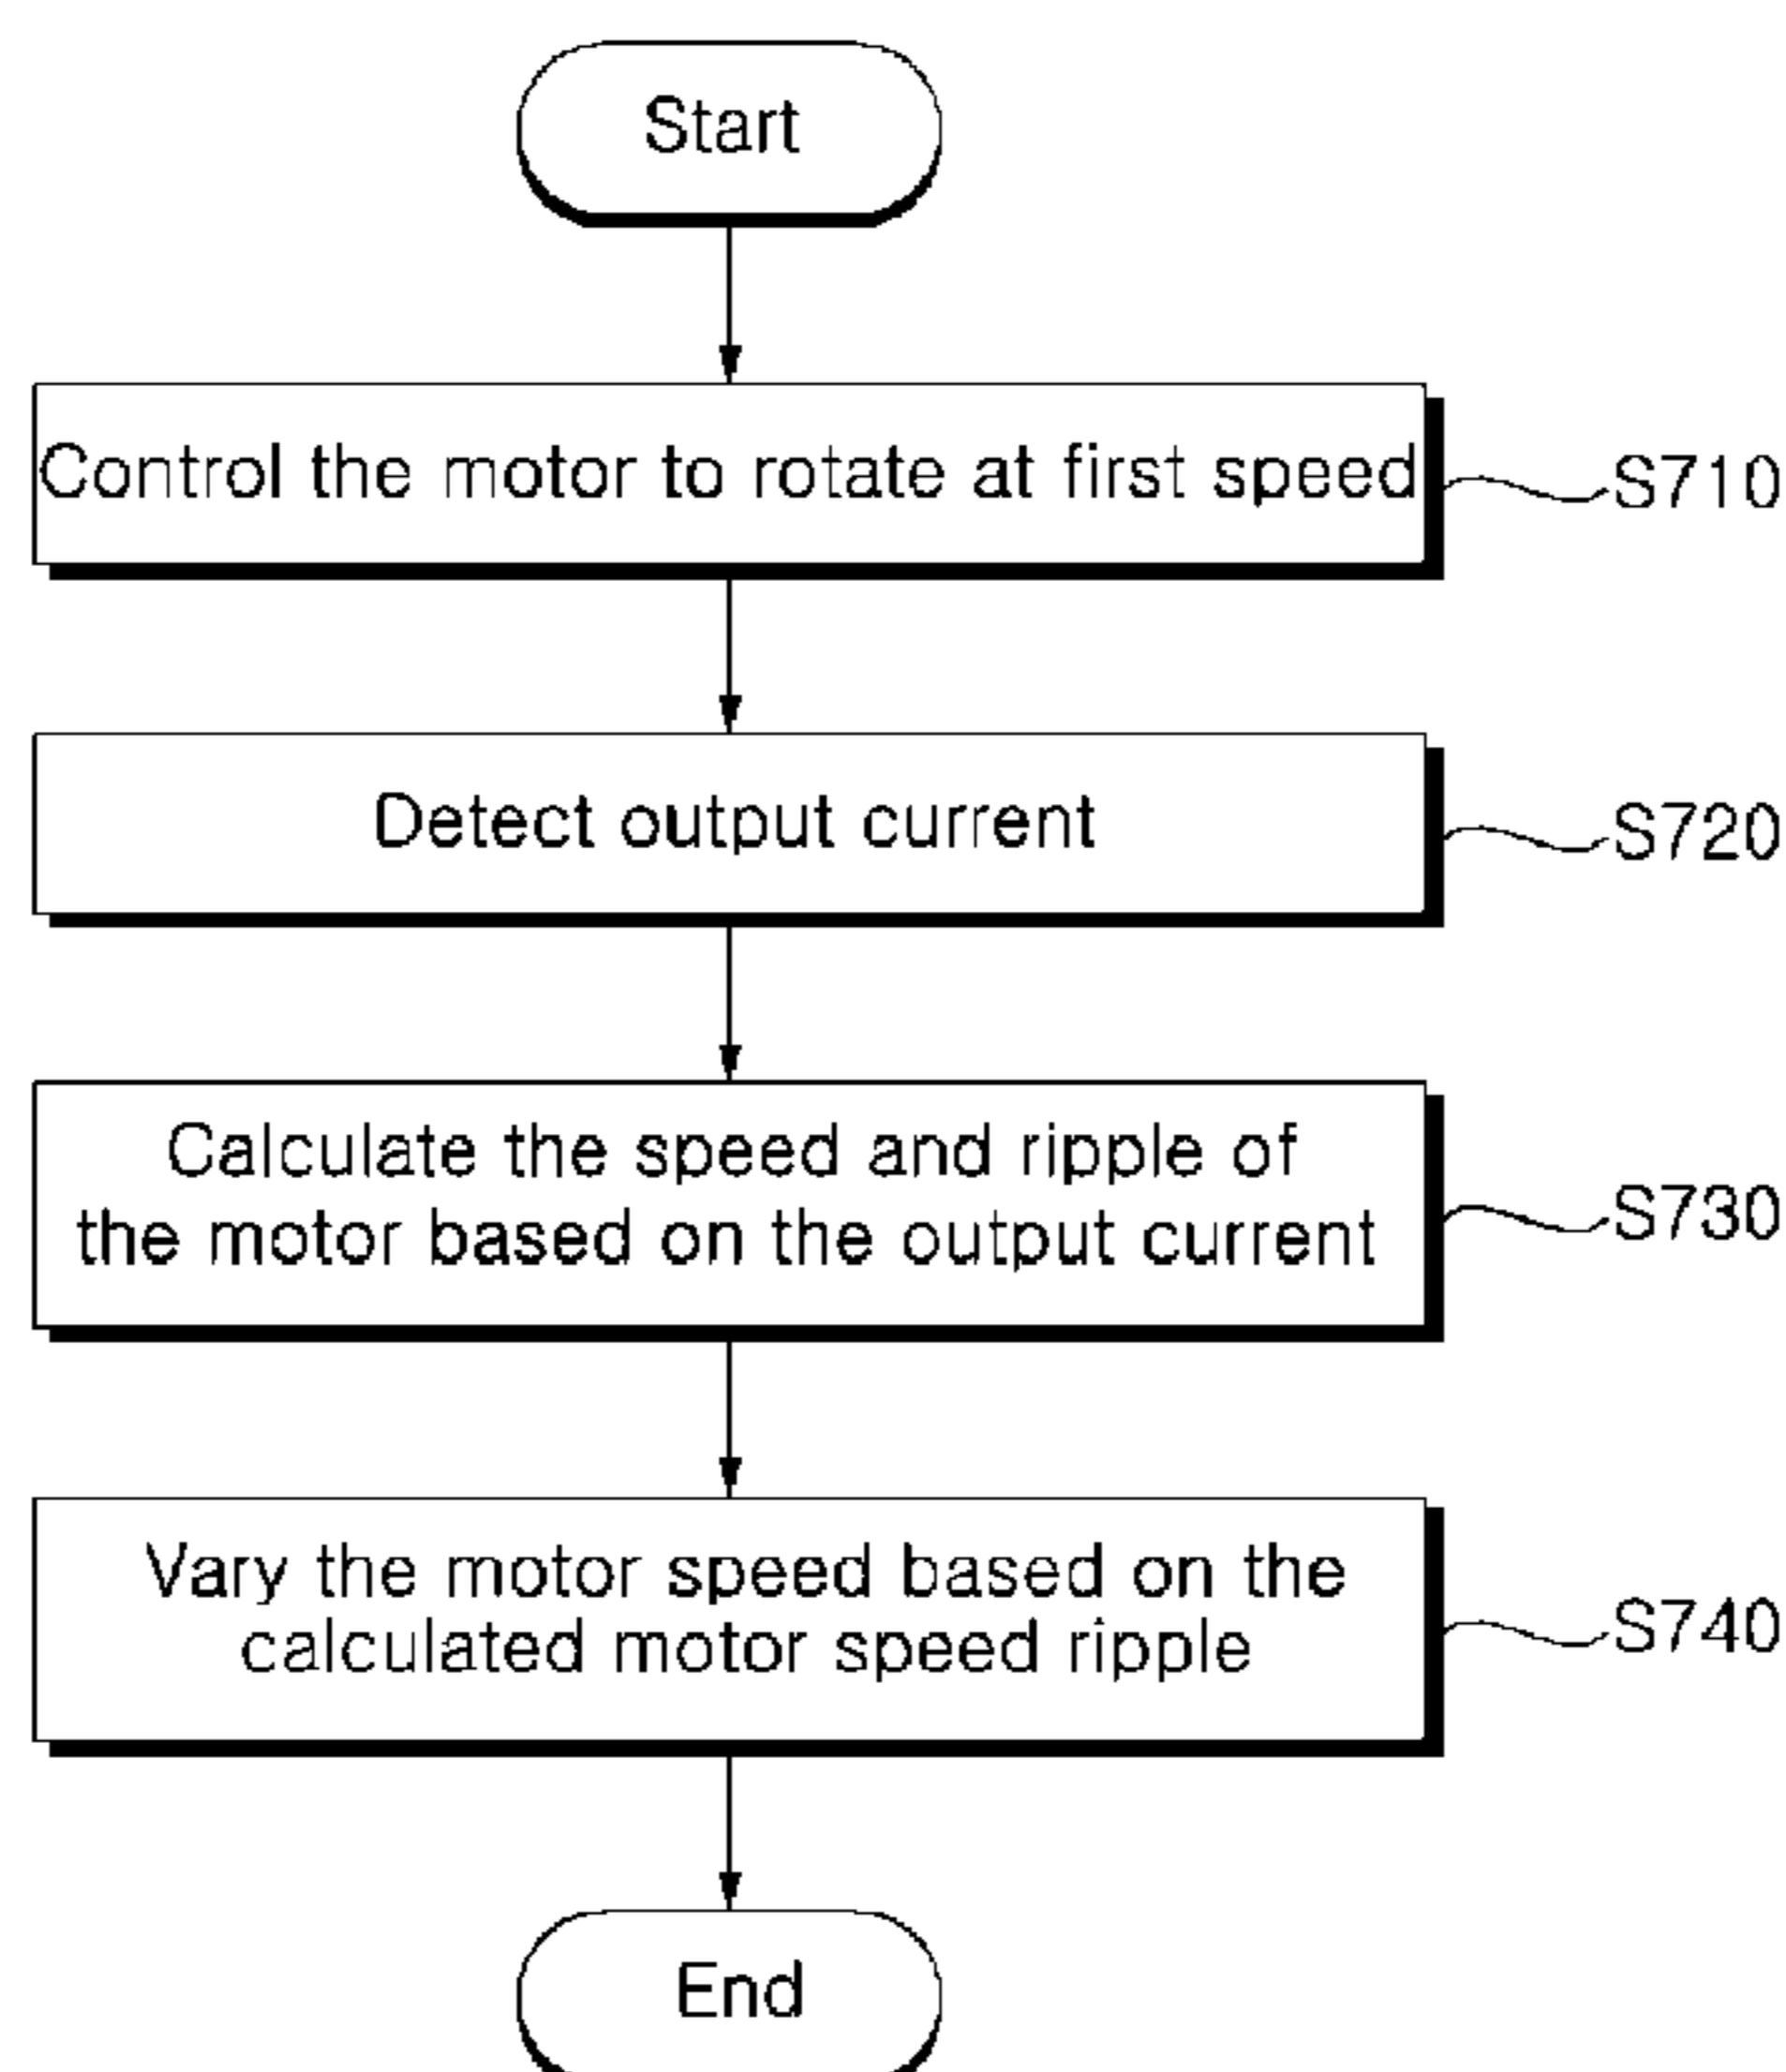 Start
Control the motor to rotate at first speed
S710
Detect output current
S720
Calculate the speed and ripple of
the motor based on the output current
S730
Vary the motor speed based on the
calculated motor speed ripple
S740
End